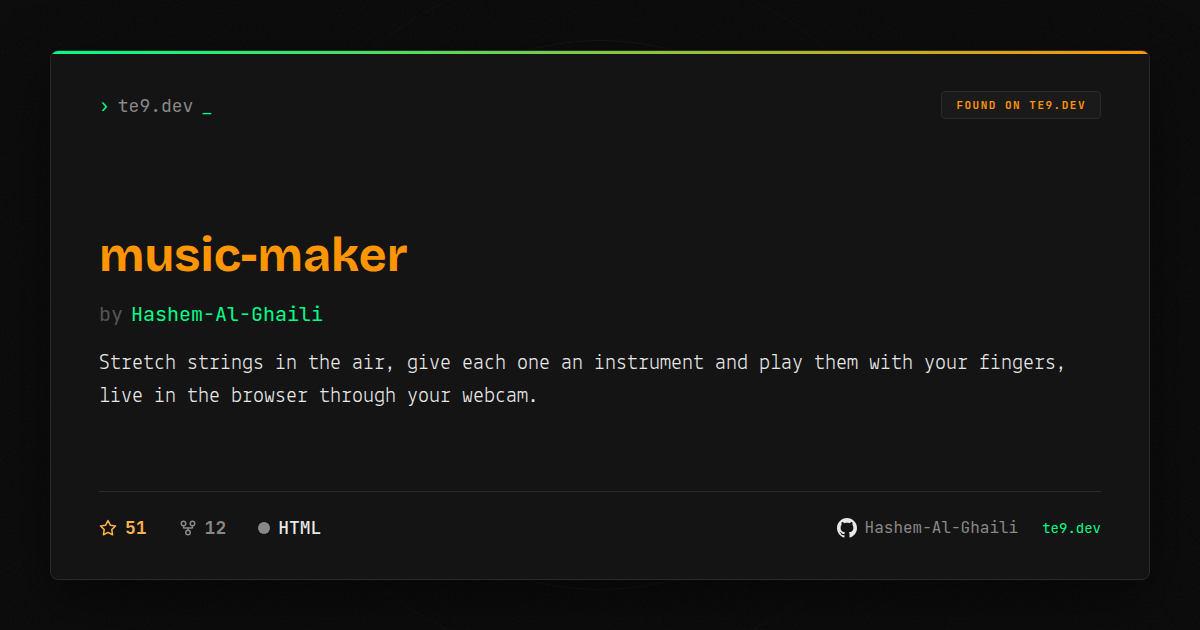 › te9.dev _
FOUND ON TE9.DEV
music-maker
by Hashem-Al-Ghaili
Stretch strings in the air, give each one an instrument and play them with your fingers,
live in the browser through your webcam.
51 12 HTML
Hashem-Al-Ghaili te9.dev